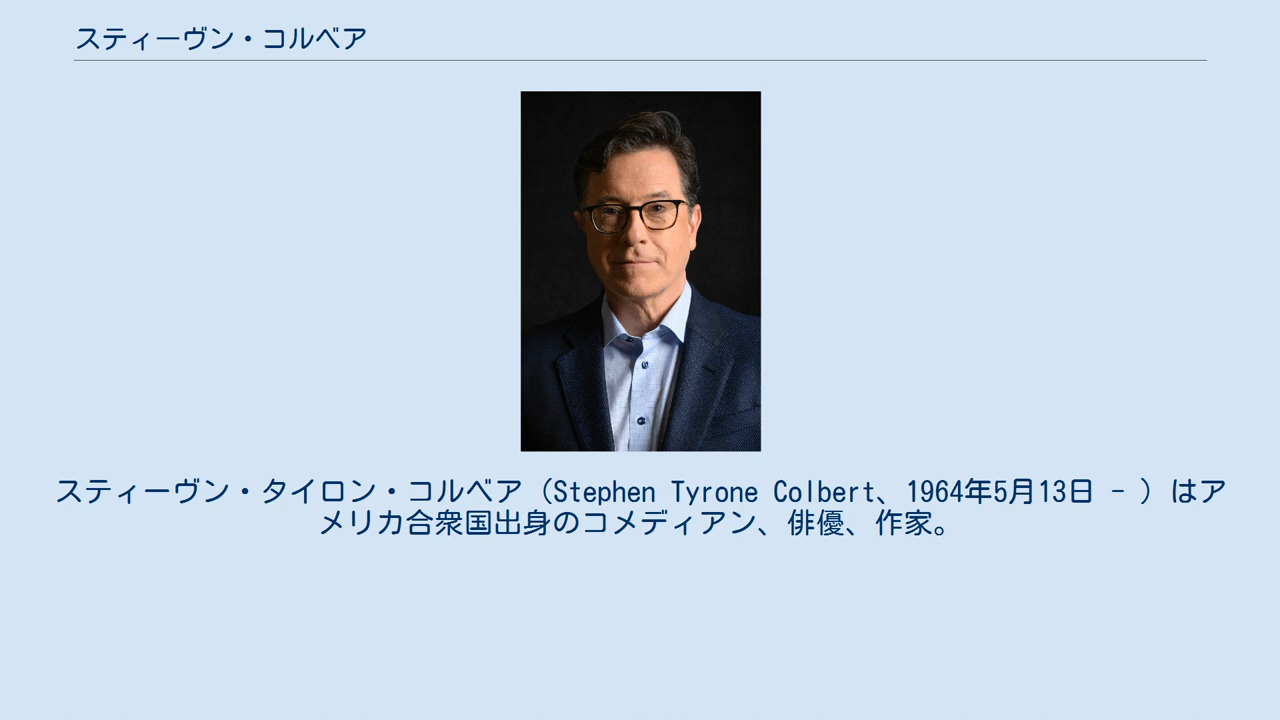 スティーヴン・コルベア
スティーヴン・タイロン・コルベア（Stephen Tyrone Colbert、1964年5月13日 - ）はア
メリカ合衆国出身のコメディアン、俳優、作家。